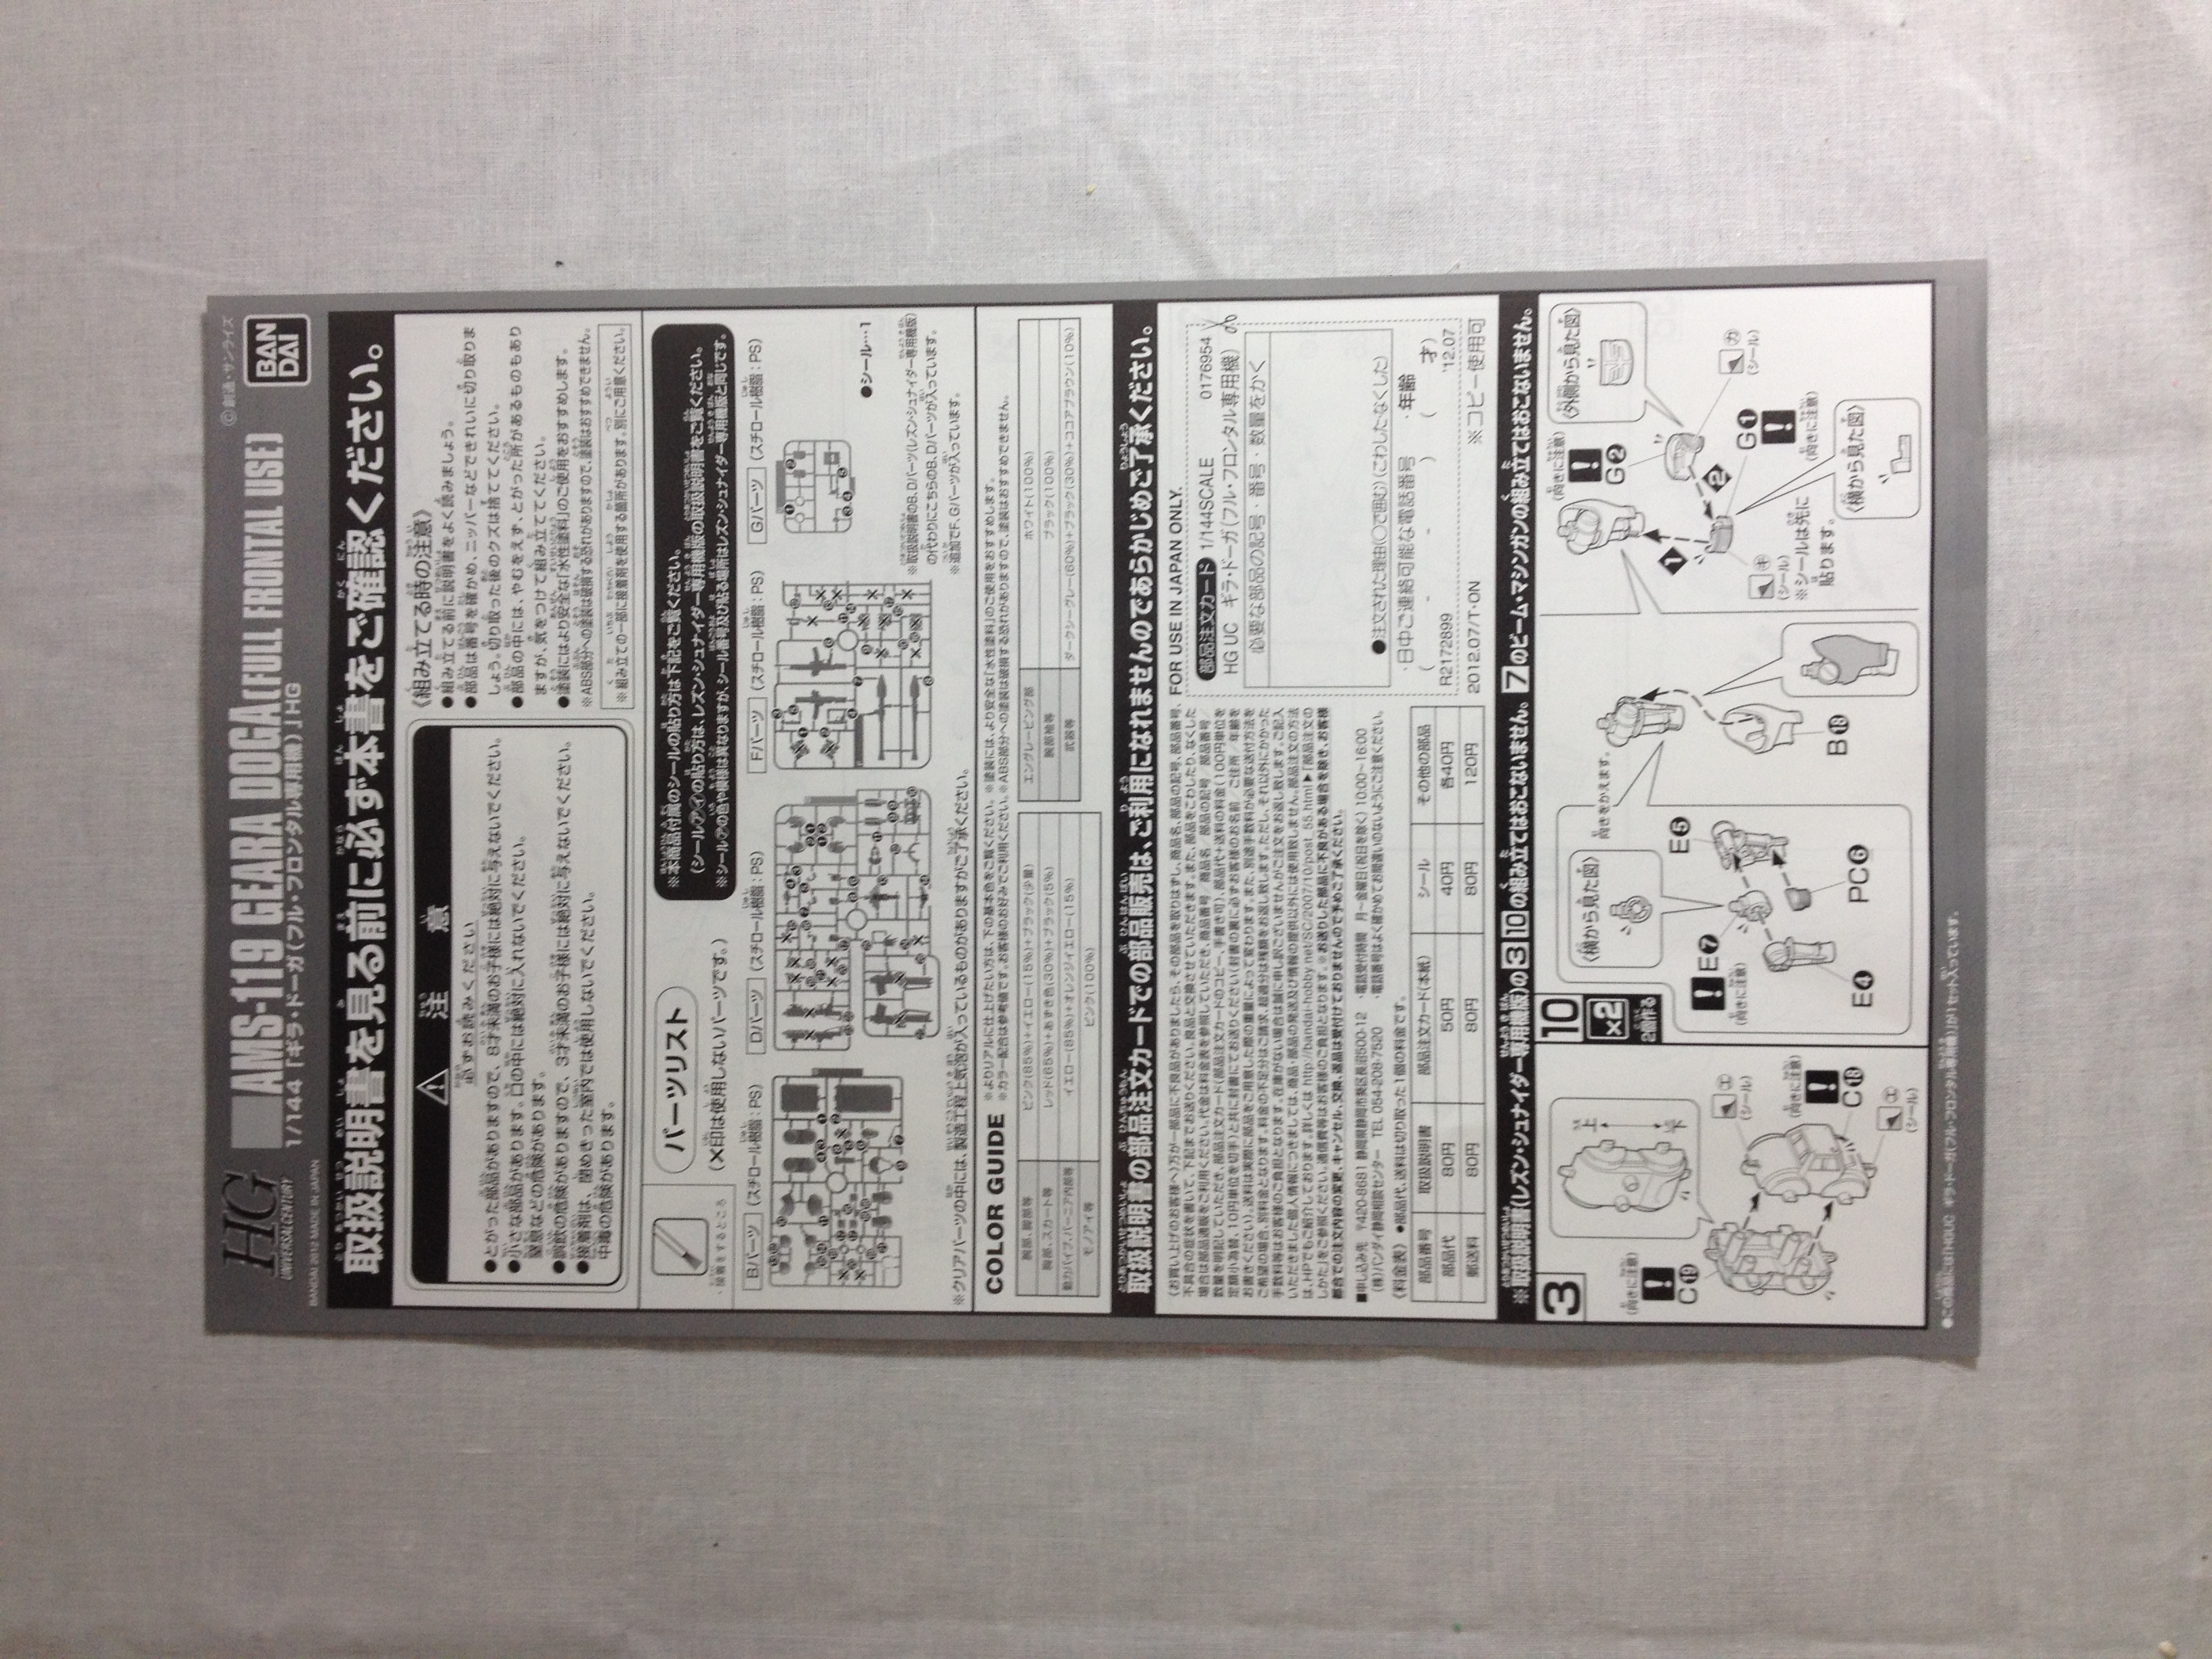 HG
UNIVERSAL CENTURY
AMS-119 GEARA DOGA(FULL FRONTAL USE)
1/144「ギラ・ドーガ(フル・フロンタル専用機)」HG
©創通・サンライズ
BANDAI
BANDAI 2012 MADE IN JAPAN
取扱説明書を見る前に必ず本書をご確認ください。
注意
必ずお読みください
●とがった部品がありますので、8才未満のお子様には絶対に与えないでください。
●小さな部品があります。口の中には絶対に入れないでください。
窒息などの危険があります。
●誤飲の危険がありますので、3才未満のお子様には絶対に与えないでください。
●接着剤は、閉めきった室内では使用しないでください。
中毒の危険があります。
《組み立てる時の注意》
●組み立てる前に説明書をよく読みましょう。
●部品は番号を確かめ、ニッパーなどできれいに切り取りま
しょう。切り取った後のクズは捨ててください。
●部品の中には、やむをえず、とがった所があるものもあり
ますが、気をつけて組み立ててください。
●塗装にはより安全な「水性塗料」のご使用をおすすめします。
※ABS部分への塗装は破損する恐れがありますので、塗装はおすすめできません。
※組み立ての一部に接着剤を使用する箇所があります。別にご用意ください。
・接着をするところ
パーツリスト
(✕印は使用しないパーツです。)
※本商品付属のシールの貼り方は下記をご覧ください。
(シール㋐㋑の貼り方は、レズン・シュナイダー専用機版の取扱説明書をご覧ください。
※シール㋐の色や模様は異なりますが、シール番号及び貼る場所はレズン・シュナイダー専用機版と同じです。
Bパーツ (スチロール樹脂:PS)
Dパーツ (スチロール樹脂:PS)
Fパーツ (スチロール樹脂:PS)
Gパーツ (スチロール樹脂:PS)
●シール…1
※取扱説明書のB、Dパーツ(レズン・シュナイダー専用機版)
の代わりにこちらのB、Dパーツが入っています。
※追加でF、Gパーツが入っています。
※クリアパーツの中には、製造工程上気泡が入っているものがありますがご了承ください。
COLOR GUIDE
※よりリアルに仕上げたい方は、下の基本色をご覧ください。※塗装には、より安全な「水性塗料」のご使用をおすすめします。
※カラー配合は参考値です。お客様のお好みでご利用ください。※ABS部分への塗装は破損する恐れがありますので、塗装はおすすめできません。
腕部、脚部等 ピンク(85%)+イエロー(15%)+ブラック(少量)
胸部、スカート等 レッド(65%)+あずき色(30%)+ブラック(5%)
動力パイプ、バーニア内部等 イエロー(85%)+オレンジイエロー(15%)
モノアイ等 ピンク(100%)
エングレービング部 ホワイト(100%)
腕部袖等 ブラック(100%)
武器等 ダークシーグレー(60%)+ブラック(30%)+ココアブラウン(10%)
取扱説明書の部品注文カードでの部品販売は、ご利用になれませんのであらかじめご了承ください。
《お買い上げのお客様へ》万が一部品に不良品がありましたら、その部品を取りはずし、商品名、部品の記号、部品番号、
不具合の症状を書いて、下記までお送りください。良品と交換させていただきます。また、部品をこわしたり、なくした
場合は部品通販をご利用ください。代金は料金表を参照していただき、商品番号/商品名/部品の記号/部品番号/
数量を明記していただき、部品注文カード(部品注文カードのコピー、手書き可)、部品代+送料の料金(100円単位を
定額小為替、10円単位を切手)と共に封書にてお送りください(封書の裏に必ずお客様のお名前/ご住所/年齢を
お書きください)。送料は実際に部品をご用意した際の重量によって変わります。また、別途手数料が必要な送付方法を
ご希望の場合、別料金となります。料金の不足分はご請求、超過分は残額をお返し致します。ただし、それ以外にかかった
手数料等はお客様のご負担となります。在庫がない場合は誠に申し訳ございませんがご注文をお返し致します。ご記入
いただきました個人情報につきましては、商品・部品の発送及び情報の提供以外には使用致しません。部品注文の方法
は、HPでもご紹介しております。詳しくは http://bandai-hobby.net/SC/2007/10/post_55.html▶「部品注文の
しかた」をご参照ください。通信費等はお客様のご負担となります。※お送りした部品に不良がある場合を除き、お客様
都合での注文内容の変更、キャンセル、交換、返品は受付けておりませんので予めご了承ください。
■申し込み先 〒420-8681 静岡県静岡市葵区長沼500-12 ・電話受付時間 月~金曜日(祝日を除く)10:00~16:00
(株)バンダイ静岡相談センター TEL 054-208-7520 ・電話番号はよく確かめてお間違いのないようにご注意ください。
《料金表》●部品代、送料は切り取った1個の料金です。
部品番号 取扱説明書 部品注文カード(本紙) シール その他の部品
部品代 80円 50円 40円 各40円
郵送料 80円 80円 80円 120円
FOR USE IN JAPAN ONLY.
部品注文カード 1/144SCALE 0176954
HG UC ギラ・ドーガ(フル・フロンタル専用機)
必要な部品の記号・番号・数量をかく
●注文された理由(○で囲む)(こわした・なくした)
・日中ご連絡可能な電話番号 ・年齢
( - - ) ( 才)
R2172899 '12.07
2012.07/T・ON ※コピー使用可
※取扱説明書(レズン・シュナイダー専用機版)の3 10の組み立てはおこないません。7のビーム・マシンガンの組み立てはおこないません。
3
上
下
(向きに注意)
!
C⑲
㋓
(シール)
(向きに注意)
!
C⑱
㋓
(シール)
10
×2
2個作る
〈横から見た図〉
向きをかえます。
E❺
! E❼
(向きに注意)
E❹
PC❻
B⑱
(向きに注意)
!
G❷
〈外側から見た図〉
1
2
㋕
(シール)
G❶
!
(向きに注意)
㋖
(シール)
※シールは先に
貼ります。
〈横から見た図〉
●この商品には「HGUC ギラ・ドーガ(フル・フロンタル専用機)」が1セット入っています。